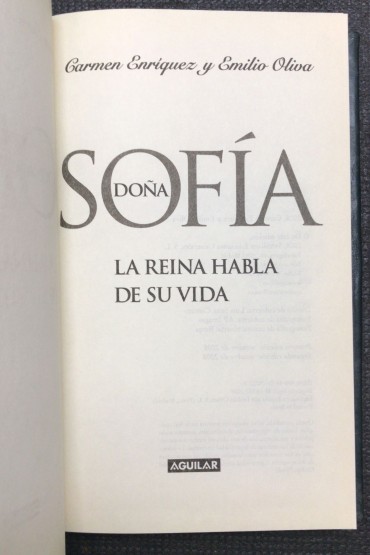 Carmen Enríquez y Emilio Oliva
DOÑA
SOFÍA
LA REINA HABLA
DE SU VIDA
AGUILAR